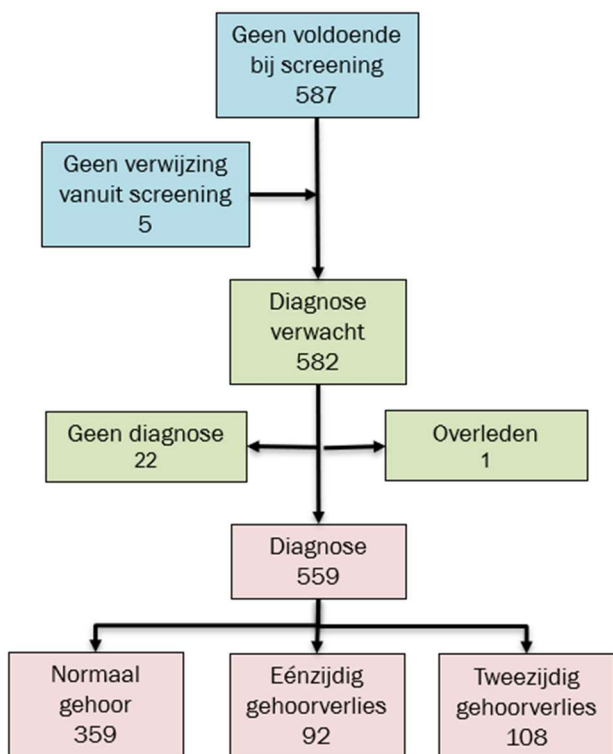 Geen voldoende
bij screening
587
Geen verwijzing
vanuit screening
5
Diagnose
verwacht
582
Geen diagnose
22
Overleden
1
Diagnose
559
Normaal
gehoor
359
Eénzijdig
gehoorverlies
92
Tweezijdig
gehoorverlies
108